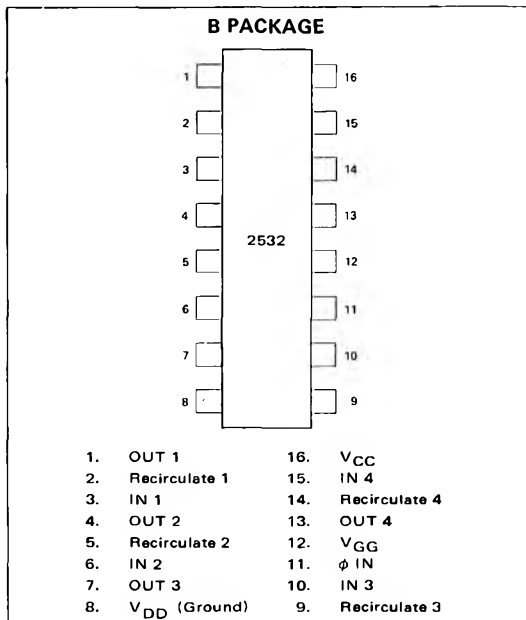 B PACKAGE
1 16
2 15
3 14
4 13
2532
5 12
6 11
7 10
8 9
1. OUT 1 16. VCC
2. Recirculate 1 15. IN 4
3. IN 1 14. Recirculate 4
4. OUT 2 13. OUT 4
5. Recirculate 2 12. VGG
6. IN 2 11. ϕ IN
7. OUT 3 10. IN 3
8. VDD (Ground) 9. Recirculate 3